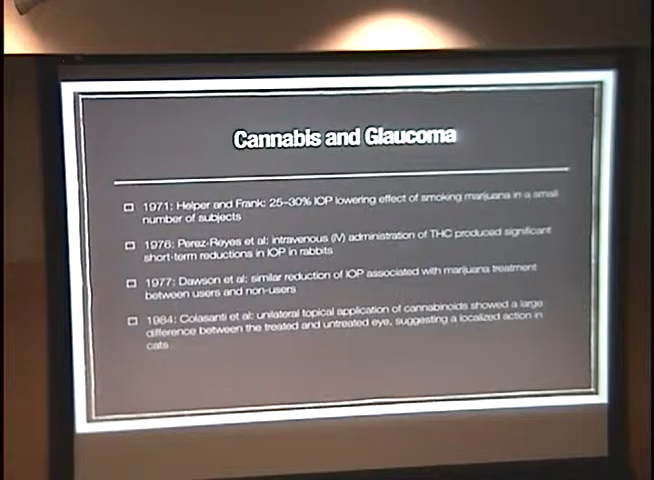 Cannabis and Glaucoma
1971: Helper and Frank: 25-30% IOP lowering effect of smoking marijuana in a small
number of subjects
1976: Perez-Reyes et al: intravenous (IV) administration of THC produced significant
short-term reductions in IOP in rabbits
1977: Dawson et al: similar reduction of IOP associated with marijuana treatment
between users and non-users
1984: Colasanti et al: unilateral topical application of cannabinoids showed a large
difference between the treated and untreated eye, suggesting a localized action in
cats